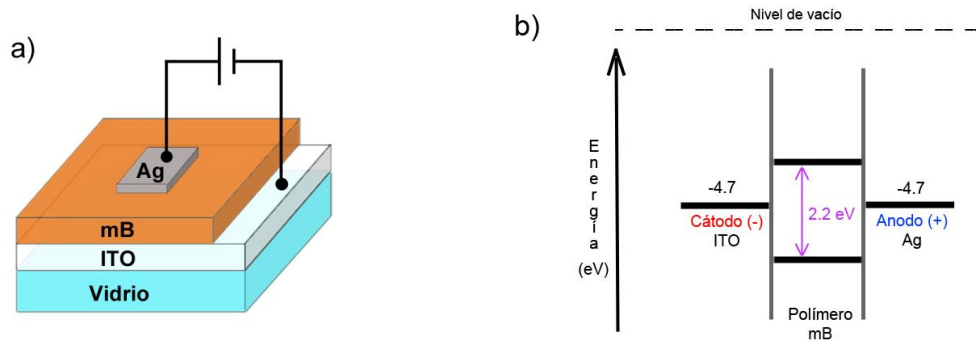 a)
Ag
mB
ITO
Vidrio
b)
Nivel de vacío
Energía
(eV)
-4.7
Cátodo (-)
ITO
2.2 eV
-4.7
Anodo (+)
Ag
Polímero
mB